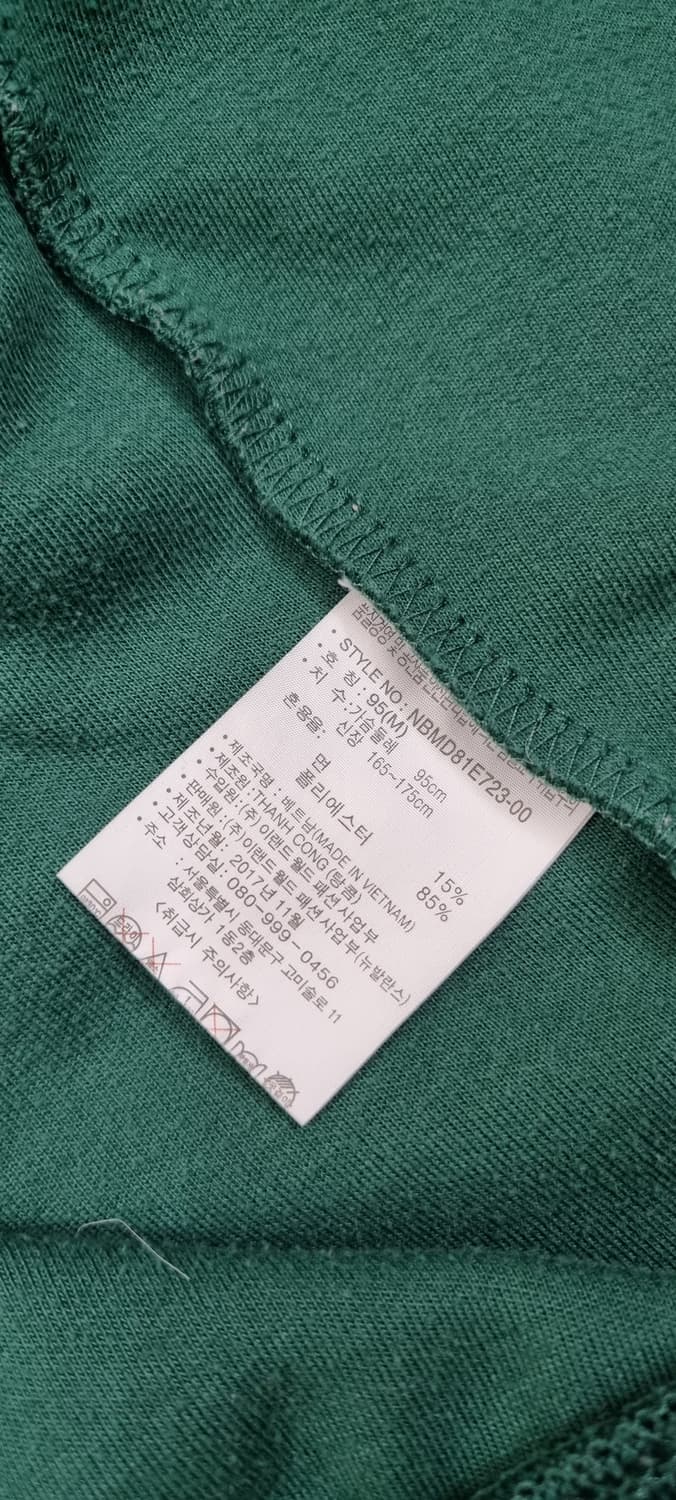 • STYLE NO : NBMD81E723-00
• 호 칭 : 95(M)
• 치 수 : 가슴둘레 95cm
신장 165~175cm
혼용율: 면 15%
폴리에스터 85%
• 제조국명 : 베트남(MADE IN VIETNAM)
• 제조원: THANH CONG (탕콩)
• 수입원: (주)이랜드 월드 패션 사업부
• 판매원: (주)이랜드 월드 패션 사업부(뉴발란스)
• 제조년월: 2017년 11월
• 고객상담실: 080-999-0456
• 주소 : 서울특별시 동대문구 고미술로 11
삼희상가 1동2층
<취급시 주의사항>